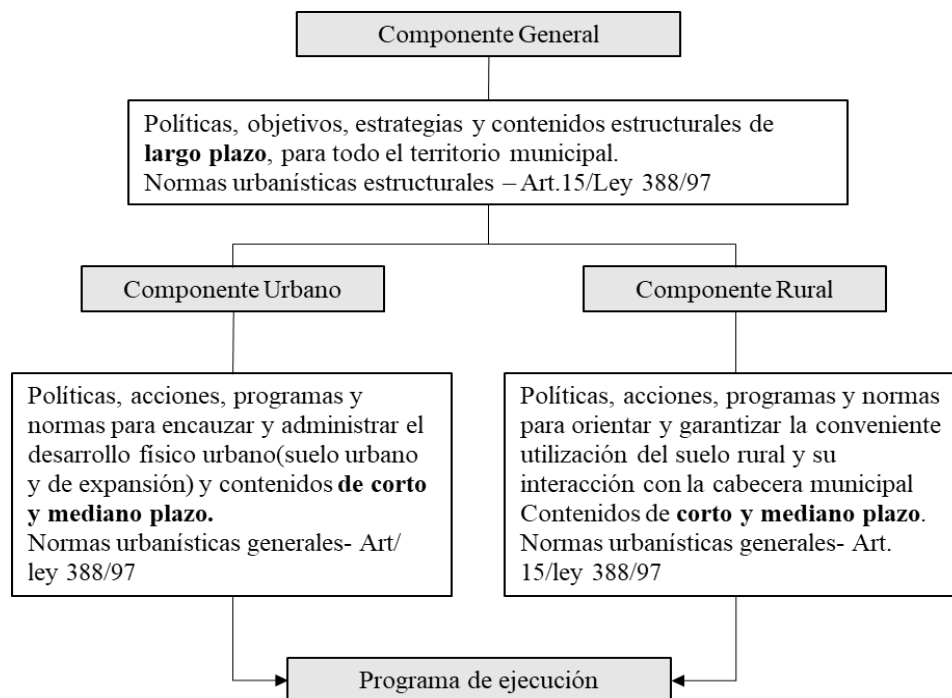 Componente General
Políticas, objetivos, estrategias y contenidos estructurales de
largo plazo, para todo el territorio municipal.
Normas urbanísticas estructurales – Art.15/Ley 388/97
Componente Urbano
Políticas, acciones, programas y
normas para encauzar y administrar el
desarrollo físico urbano(suelo urbano
y de expansión) y contenidos de corto
y mediano plazo.
Normas urbanísticas generales- Art/
ley 388/97
Componente Rural
Políticas, acciones, programas y normas
para orientar y garantizar la conveniente
utilización del suelo rural y su
interacción con la cabecera municipal
Contenidos de corto y mediano plazo.
Normas urbanísticas generales- Art.
15/ley 388/97
Programa de ejecución